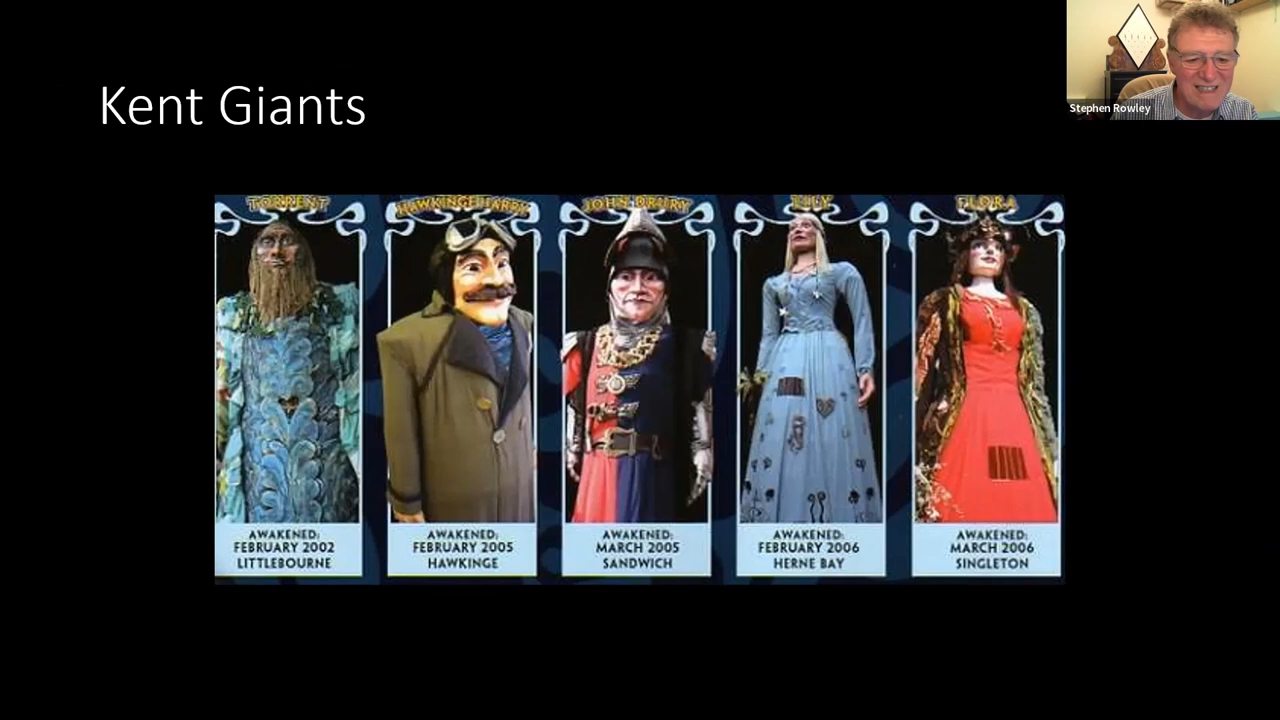 Kent Giants
Stephen Rowley
TORRENT
HAWKINGE HARRY
JOHN DRURY
LILY
FLORA
AWAKENED:
FEBRUARY 2002
LITTLEBOURNE
AWAKENED:
FEBRUARY 2005
HAWKINGE
AWAKENED:
MARCH 2005
SANDWICH
AWAKENED:
FEBRUARY 2006
HERNE BAY
AWAKENED:
MARCH 2006
SINGLETON